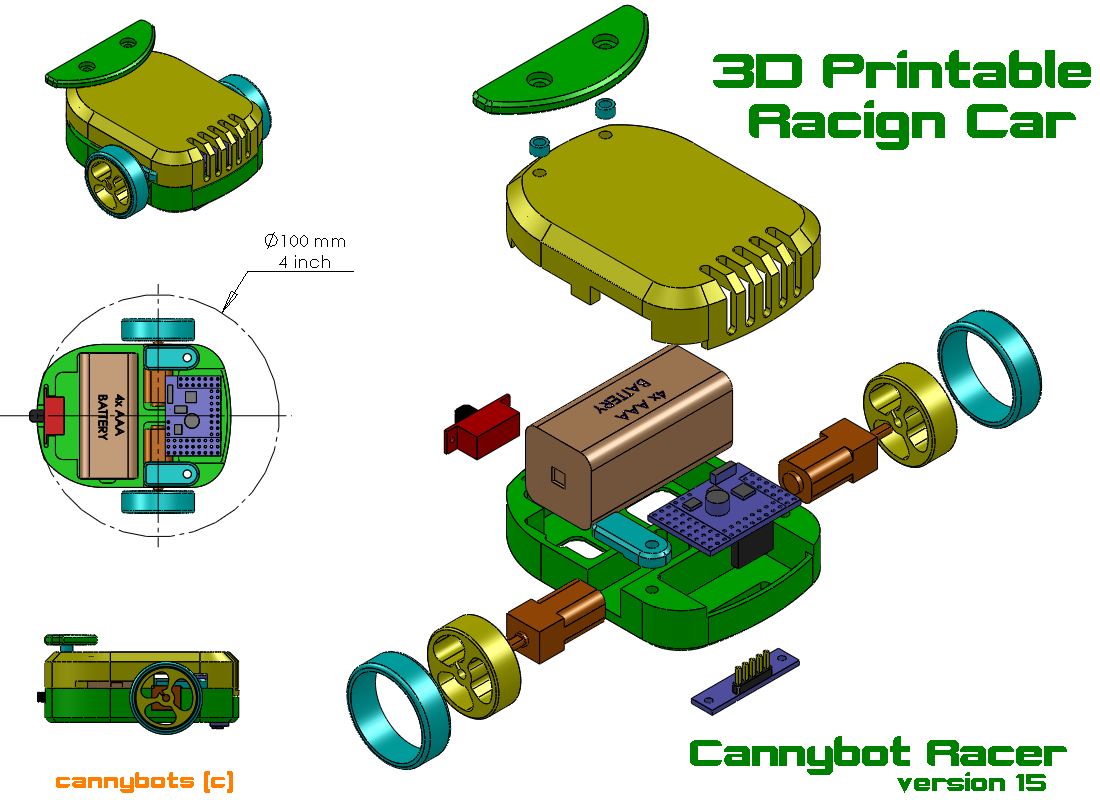 3D Printable
Racign Car
Ø100 mm
4 inch
4x AAA
BATTERY
4x AAA
BATTERY
Cannybot Racer
version 15
cannybots (c)